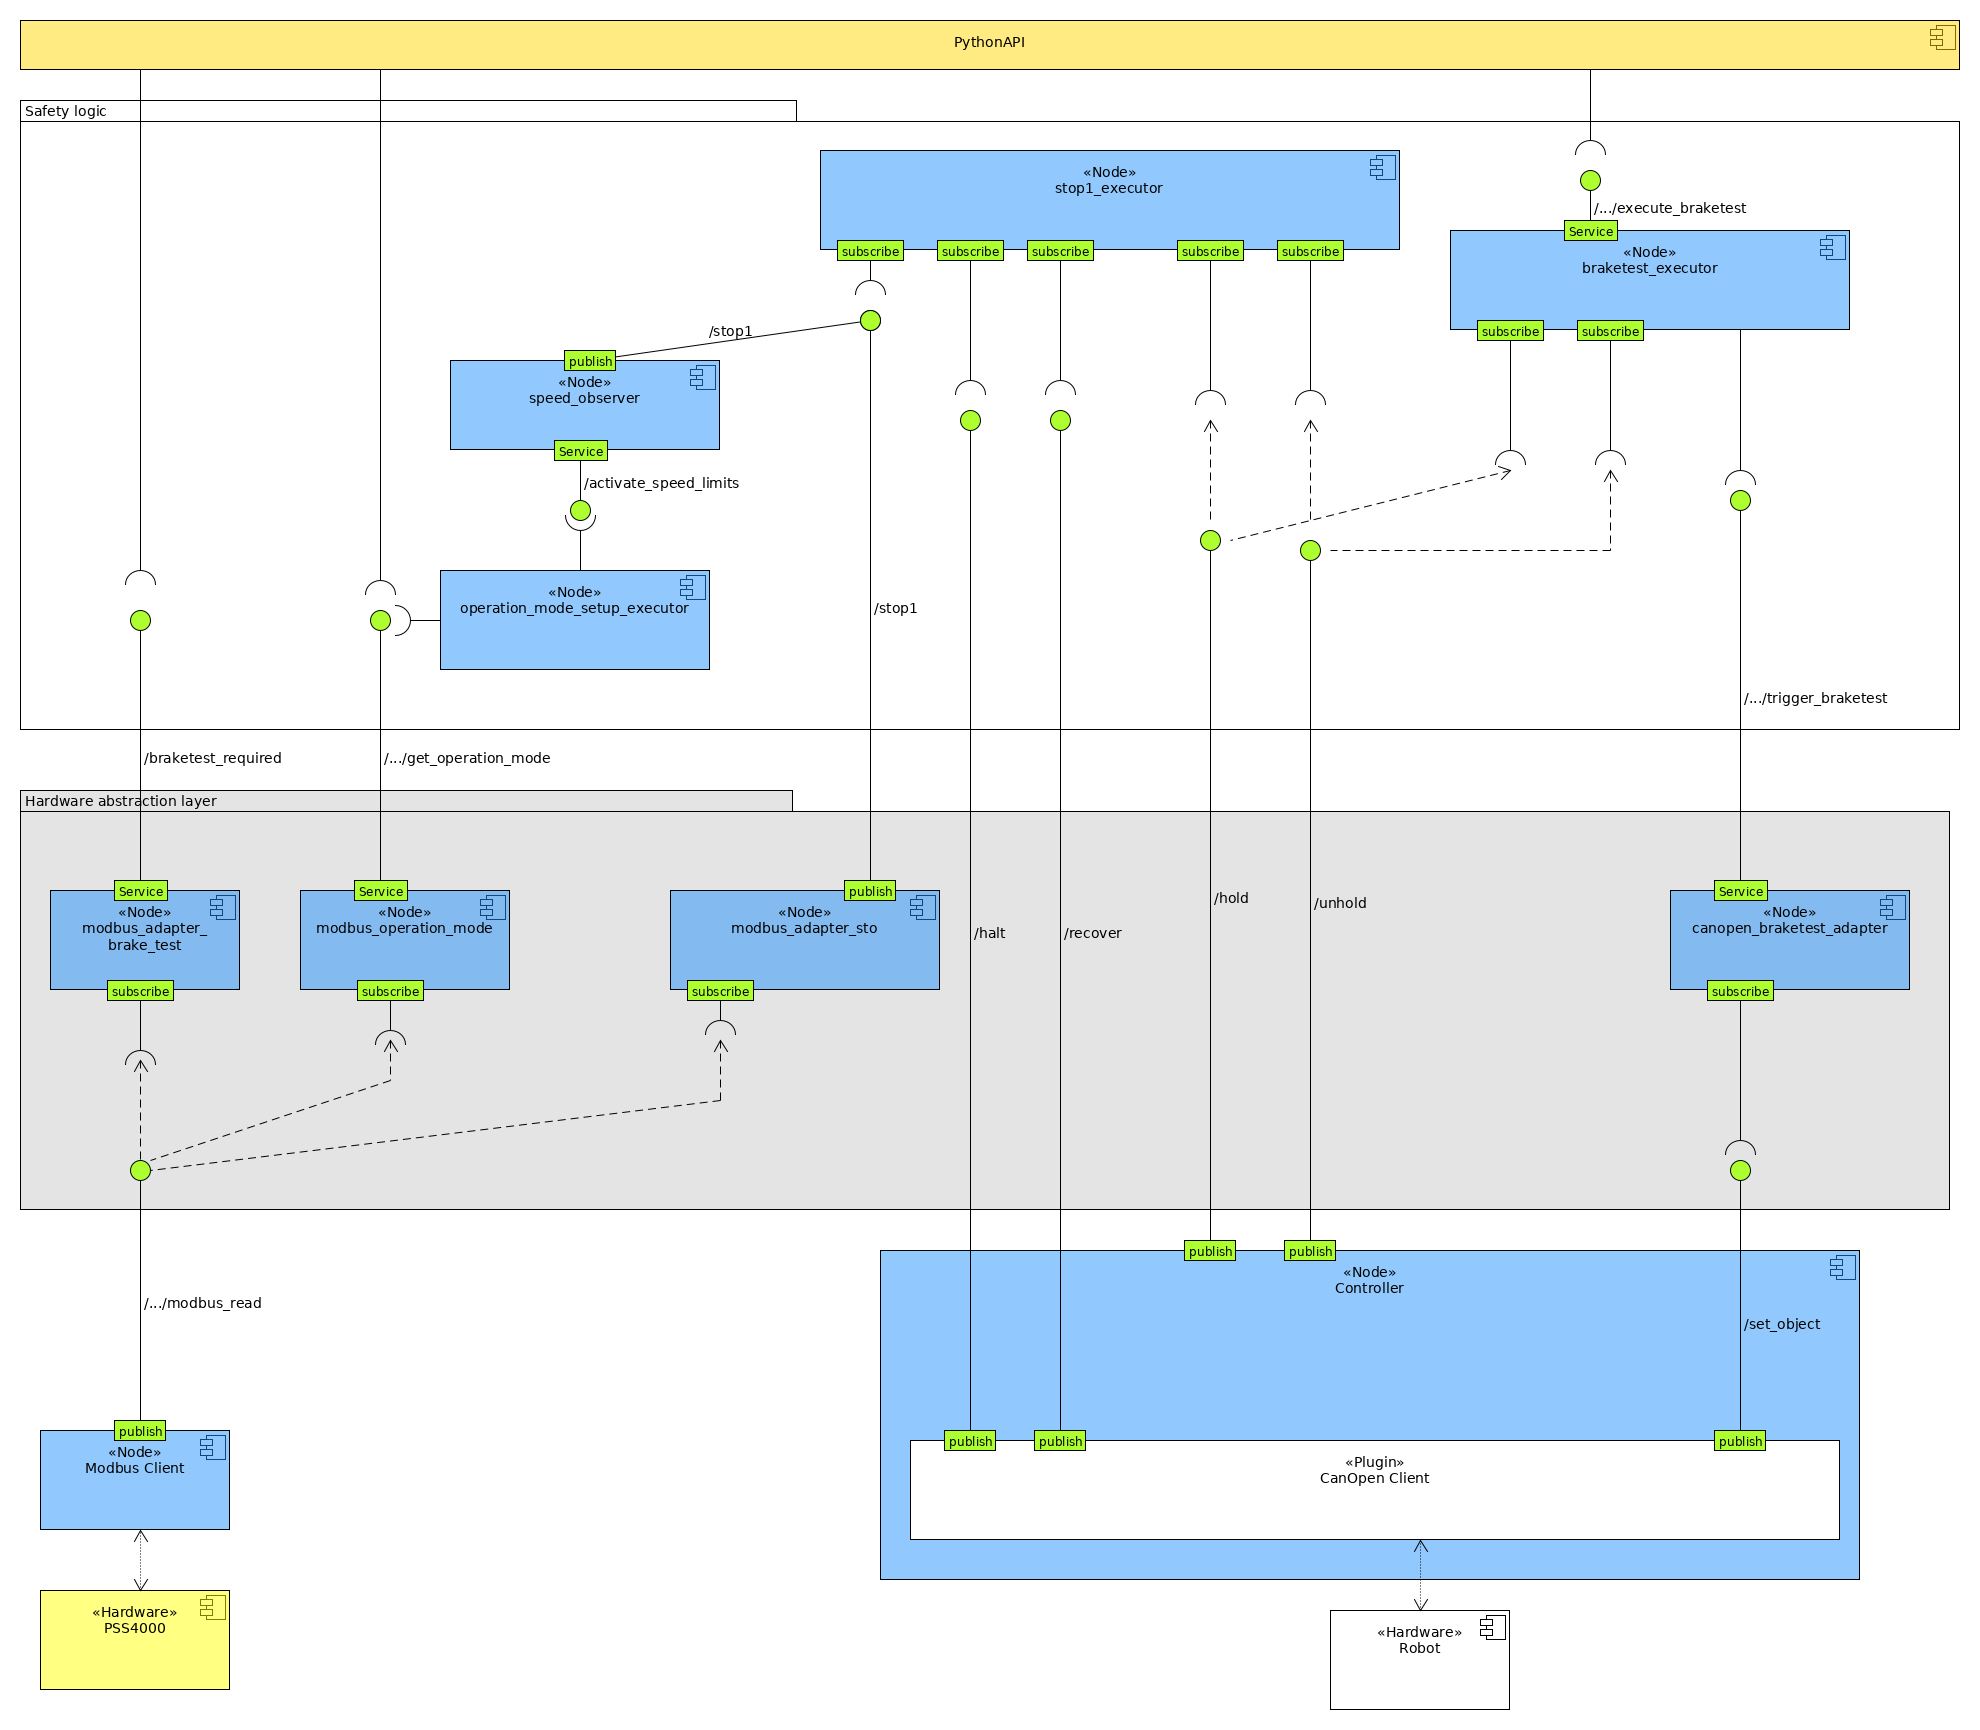 PythonAPI
Safety logic
«Node»
stop1_executor
subscribe
subscribe
subscribe
subscribe
subscribe
/.../execute_braketest
Service
«Node»
braketest_executor
subscribe
subscribe
/stop1
publish
«Node»
speed_observer
Service
/activate_speed_limits
«Node»
operation_mode_setup_executor
/stop1
/.../trigger_braketest
/braketest_required
/.../get_operation_mode
Hardware abstraction layer
Service
«Node»
modbus_adapter_
brake_test
subscribe
Service
«Node»
modbus_operation_mode
subscribe
publish
«Node»
modbus_adapter_sto
subscribe
/halt
/recover
/hold
/unhold
Service
«Node»
canopen_braketest_adapter
subscribe
publish
publish
«Node»
Controller
/.../modbus_read
/set_object
publish
«Node»
Modbus Client
publish
publish
publish
«Plugin»
CanOpen Client
«Hardware»
PSS4000
«Hardware»
Robot